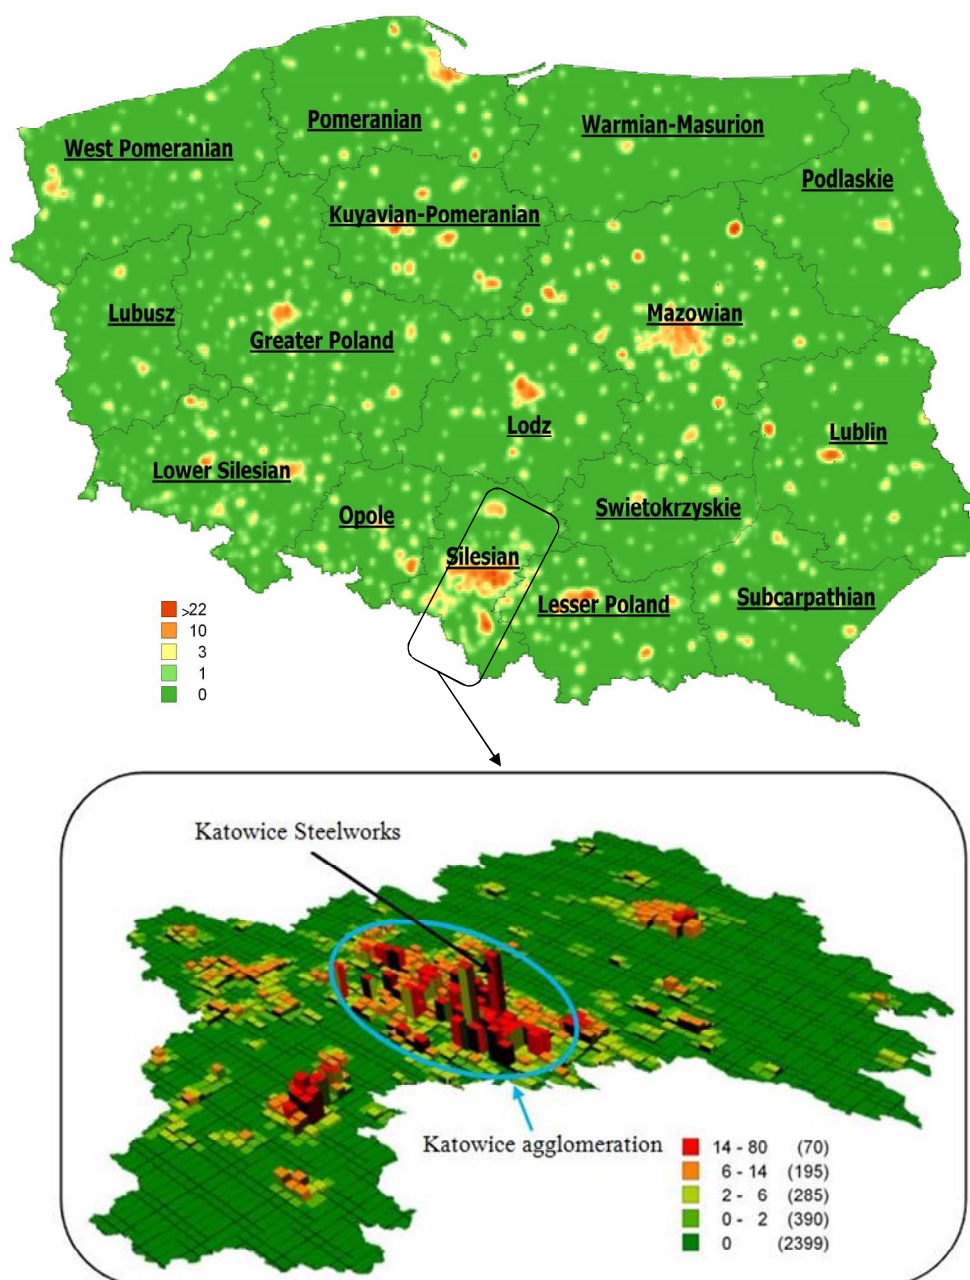 Pomeranian
Warmian-Masurion
West Pomeranian
Podlaskie
Kuyavian-Pomeranian
Lubusz
Mazowian
Greater Poland
Lodz
Lublin
Lower Silesian
Opole
Swietokrzyskie
Silesian
Lesser Poland
Subcarpathian
>22
10
3
1
0
Katowice Steelworks
Katowice agglomeration
14 - 80 (70)
6 - 14 (195)
2 - 6 (285)
0 - 2 (390)
0 (2399)